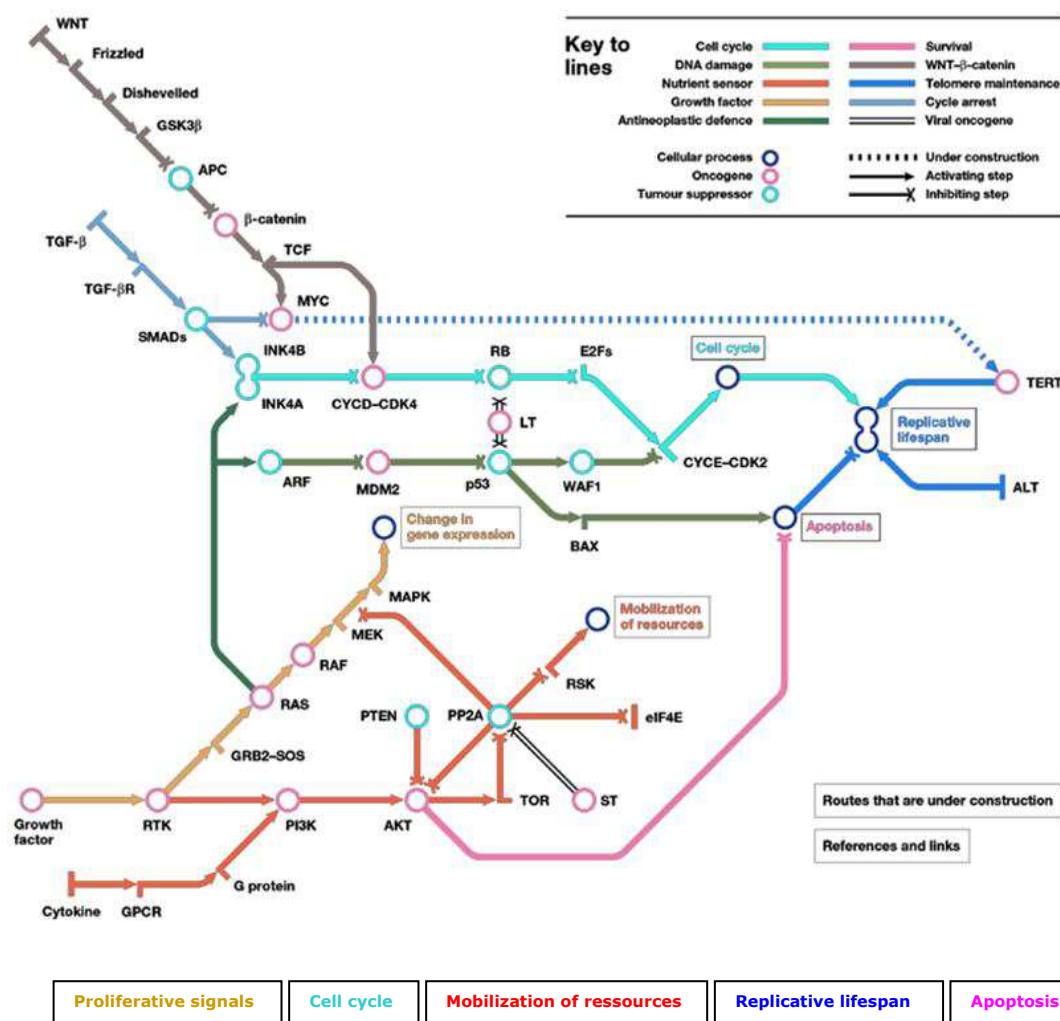 WNT
Frizzled
Dishevelled
GSK3β
APC
β-catenin
TCF
TGF-β
TGF-βR
SMADs
MYC
INK4B
INK4A
CYCD–CDK4
RB
E2Fs
Cell cycle
TERT
LT
Replicative
lifespan
ARF
MDM2
p53
WAF1
CYCE–CDK2
ALT
Change in
gene expression
BAX
Apoptosis
MAPK
MEK
Mobilization
of resources
RAF
RSK
RAS
PTEN
PP2A
eIF4E
GRB2–SOS
Growth
factor
RTK
PI3K
AKT
TOR
ST
G protein
Cytokine
GPCR
Key to
lines
Cell cycle
Survival
DNA damage
WNT–β-catenin
Nutrient sensor
Telomere maintenance
Growth factor
Cycle arrest
Antineoplastic defence
Viral oncogene
Cellular process
Under construction
Oncogene
Activating step
Tumour suppressor
Inhibiting step
Routes that are under construction
References and links
Proliferative signals
Cell cycle
Mobilization of ressources
Replicative lifespan
Apoptosis